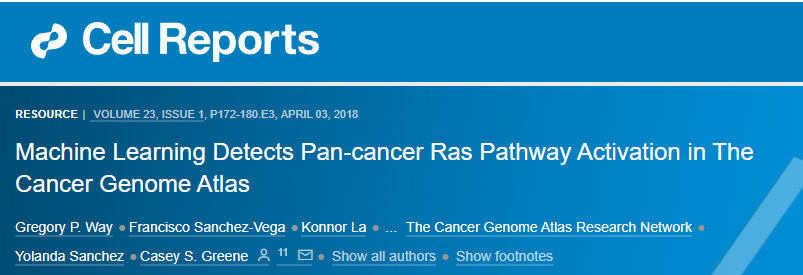 Cell Reports
RESOURCE | VOLUME 23, ISSUE 1, P172-180.E3, APRIL 03, 2018
Machine Learning Detects Pan-cancer Ras Pathway Activation in The
Cancer Genome Atlas
Gregory P. Way • Francisco Sanchez-Vega • Konnor La • ... The Cancer Genome Atlas Research Network •
Yolanda Sanchez • Casey S. Greene 11 • Show all authors • Show footnotes